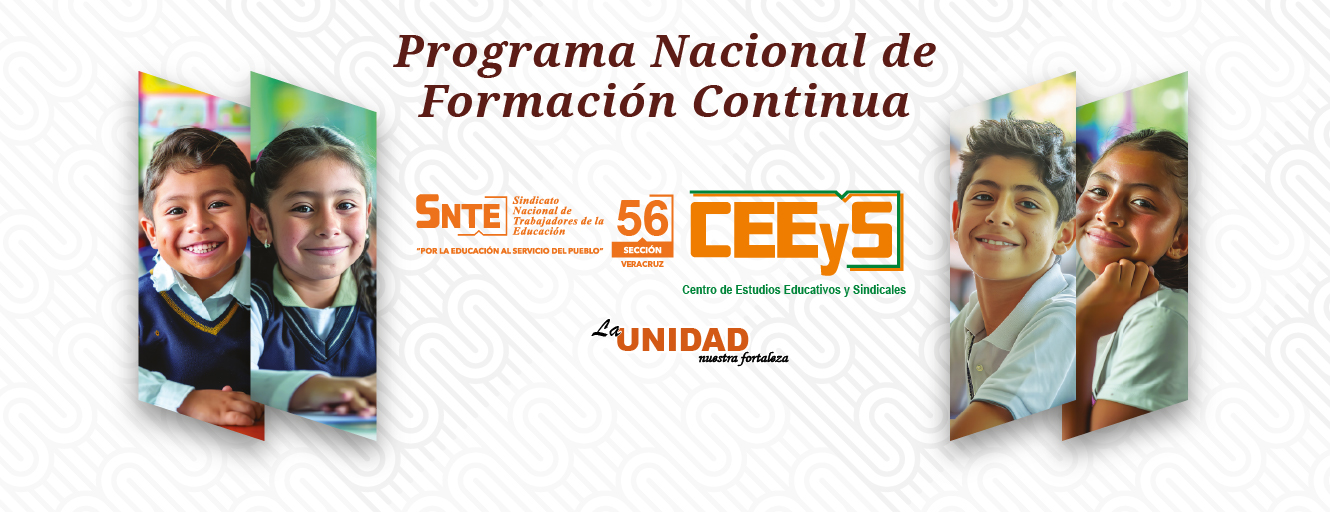 Programa Nacional de
Formación Continua
SNTE
Sindicato
Nacional de
Trabajadores de la
Educación
"POR LA EDUCACIÓN AL SERVICIO DEL PUEBLO"
56
SECCIÓN
VERACRUZ
CEEyS
Centro de Estudios Educativos y Sindicales
La
UNIDAD
nuestra fortaleza